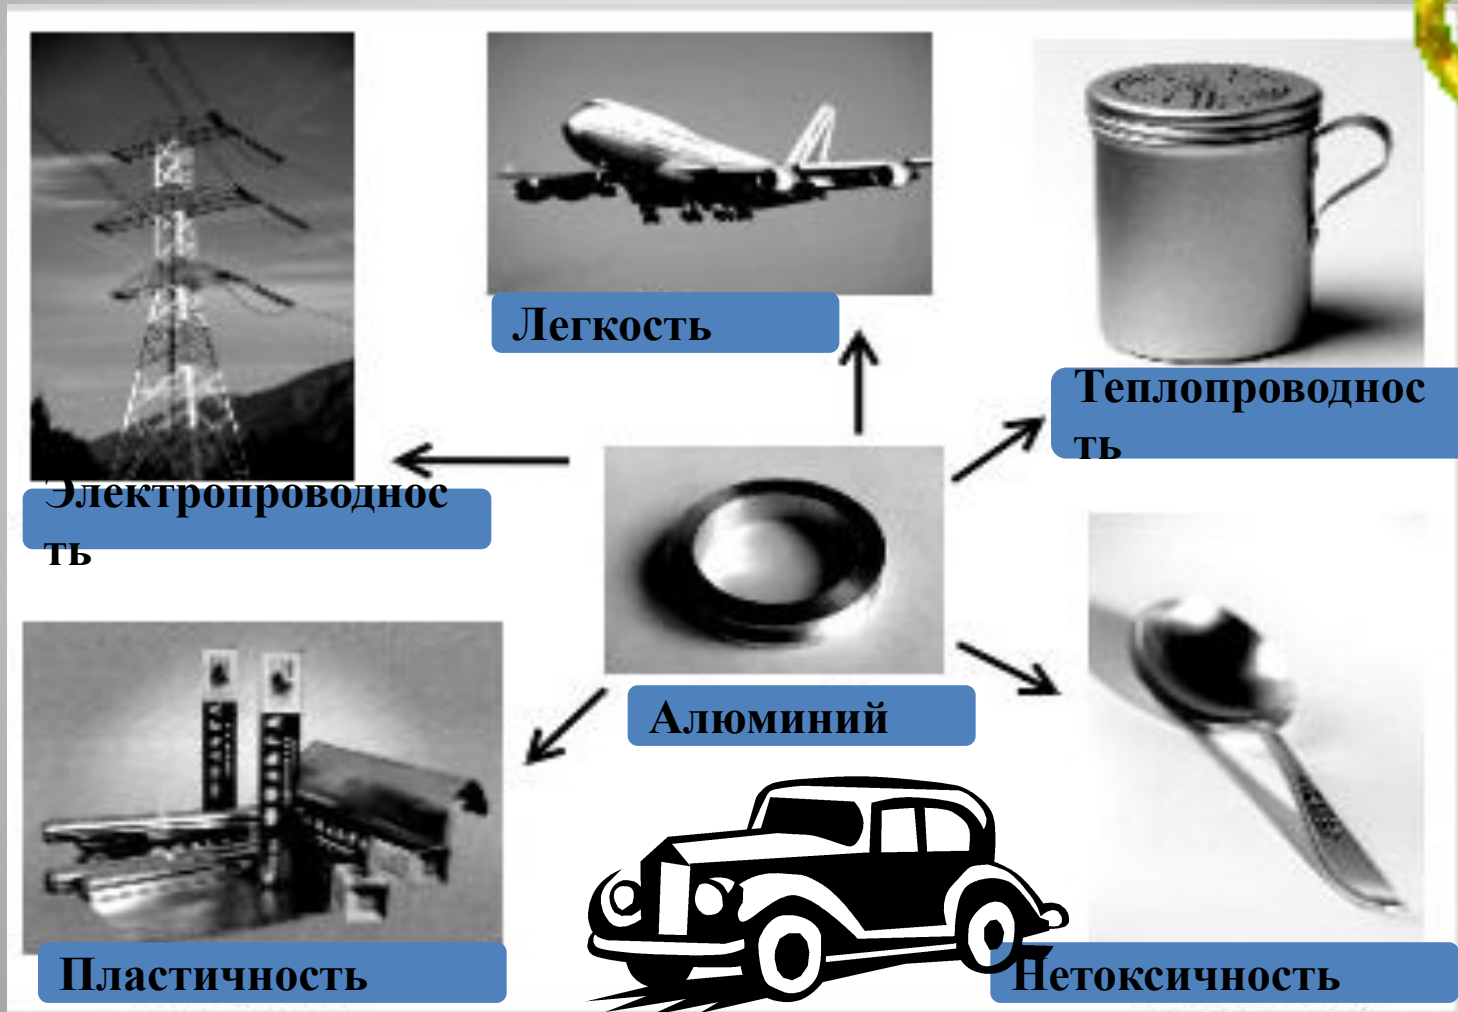 Легкость
Теплопроводнос
ть
Электропроводнос
ть
Алюминий
Пластичность
Нетоксичность